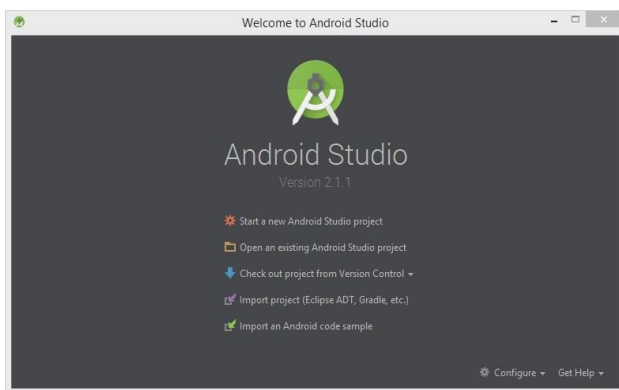 Welcome to Android Studio
Android Studio
Version 2.1.1
Start a new Android Studio project
Open an existing Android Studio project
Check out project from Version Control
Import project (Eclipse ADT, Gradle, etc.)
Import an Android code sample
Configure Get Help